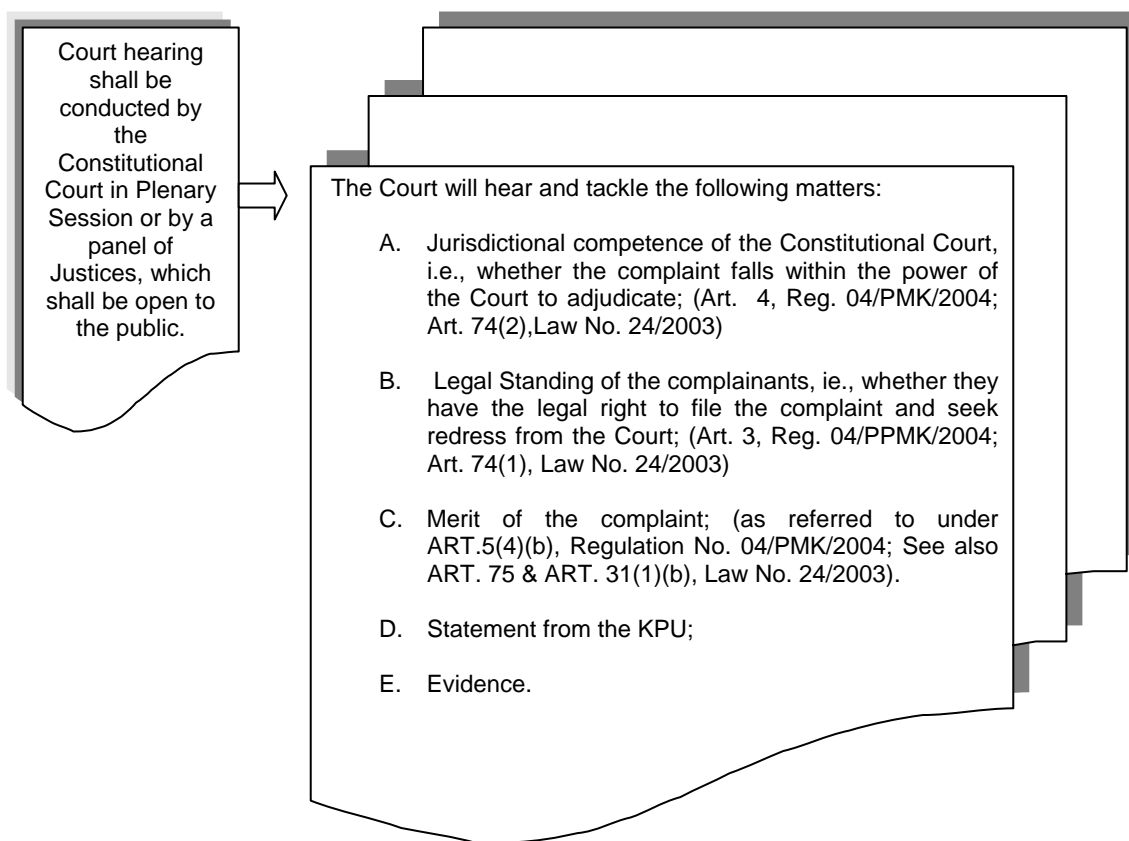 Court hearing
shall be
conducted by
the
Constitutional
Court in Plenary
Session or by a
panel of
Justices, which
shall be open to
the public.
The Court will hear and tackle the following matters:
A. Jurisdictional competence of the Constitutional Court,
i.e., whether the complaint falls within the power of
the Court to adjudicate; (Art. 4, Reg. 04/PMK/2004;
Art. 74(2),Law No. 24/2003)
B. Legal Standing of the complainants, ie., whether they
have the legal right to file the complaint and seek
redress from the Court; (Art. 3, Reg. 04/PPMK/2004;
Art. 74(1), Law No. 24/2003)
C. Merit of the complaint; (as referred to under
ART.5(4)(b), Regulation No. 04/PMK/2004; See also
ART. 75 & ART. 31(1)(b), Law No. 24/2003).
D. Statement from the KPU;
E. Evidence.